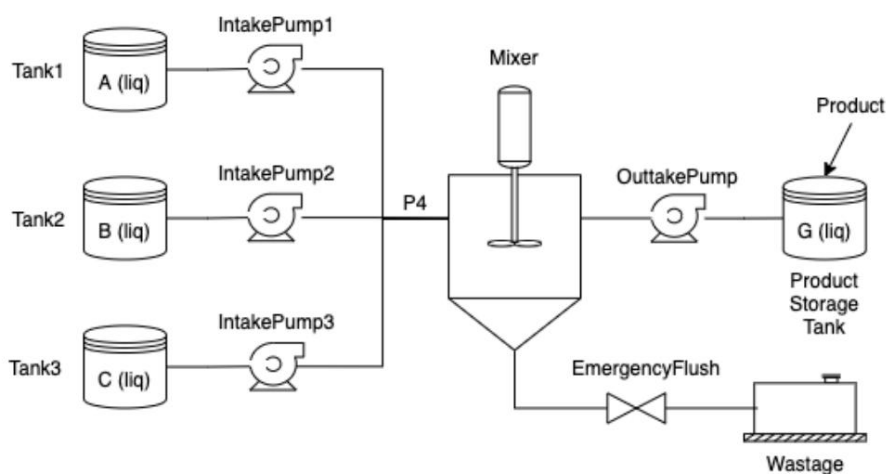 IntakePump1
Tank1
A (liq)
Mixer
Product
IntakePump2
Tank2
B (liq)
P4
OuttakePump
G (liq)
Product
Storage
Tank
IntakePump3
Tank3
C (liq)
EmergencyFlush
Wastage